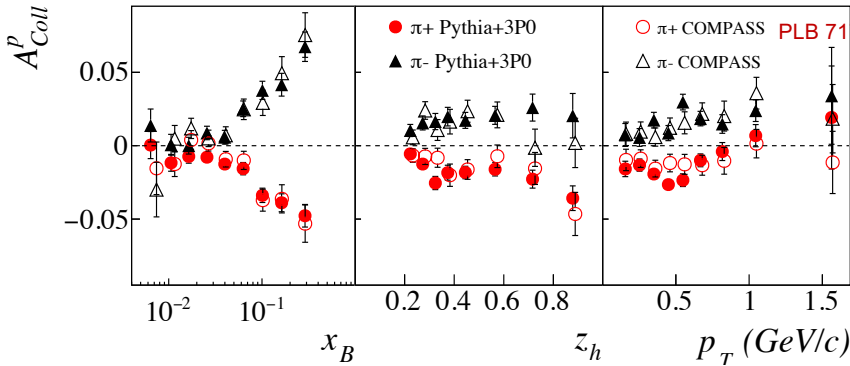 A^p_Coll
0.05
0
−0.05
π+ Pythia+3P0
π- Pythia+3P0
π+ COMPASS
π- COMPASS
PLB 71
10^−2 10^−1
0.2 0.4 0.6 0.8
0.5 1 1.5
x_B
z_h
p_T (GeV/c)